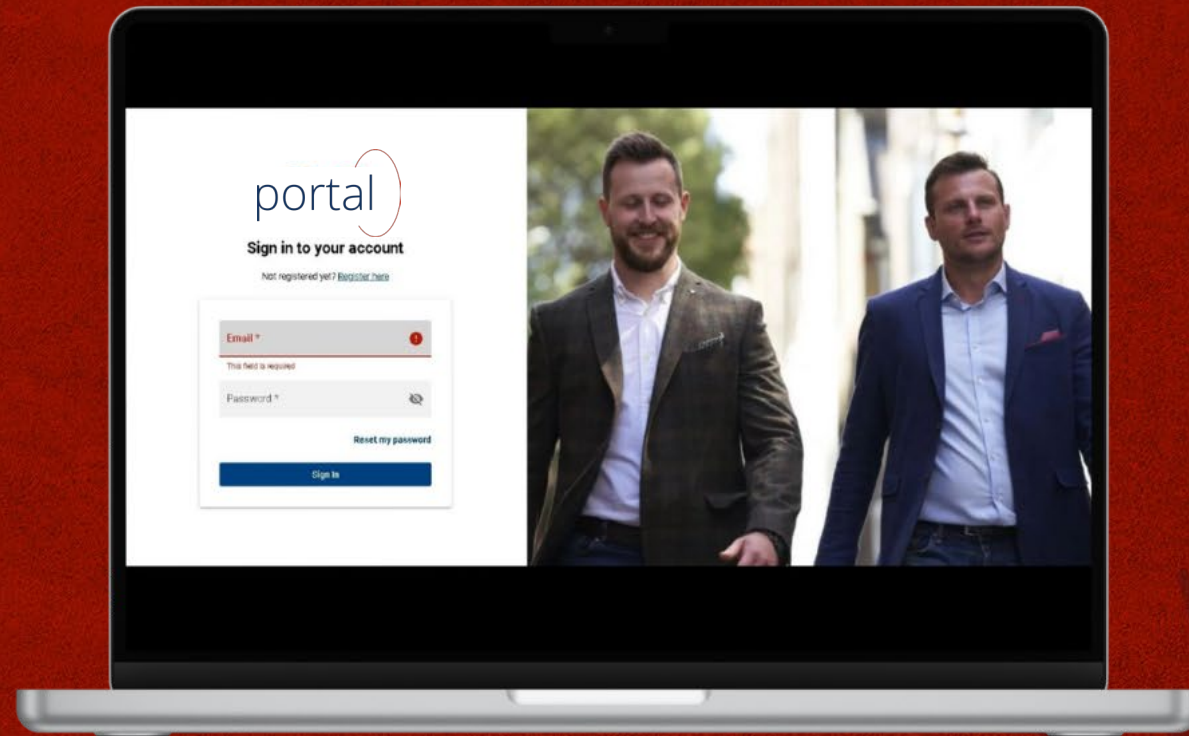 portal
Sign in to your account
Not registered yet? Register here
Email *
This field is required
Password *
Reset my password
Sign In